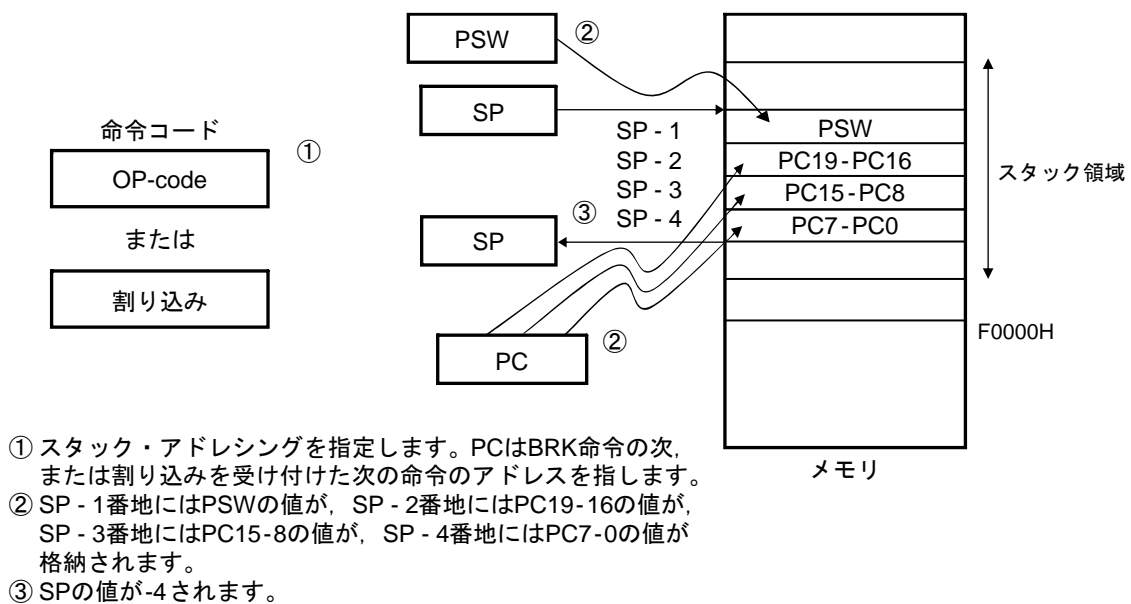 PSW
②
SP
命令コード
①
OP-code
または
割り込み
SP - 1
SP - 2
SP - 3
SP - 4
③
SP
②
PC
PSW
PC19-PC16
PC15-PC8
PC7-PC0
スタック領域
F0000H
メモリ
① スタック・アドレシングを指定します。PCはBRK命令の次，
または割り込みを受け付けた次の命令のアドレスを指します。
② SP - 1番地にはPSWの値が，SP - 2番地にはPC19-16の値が，
SP - 3番地にはPC15-8の値が，SP - 4番地にはPC7-0の値が
格納されます。
③ SPの値が-4されます。